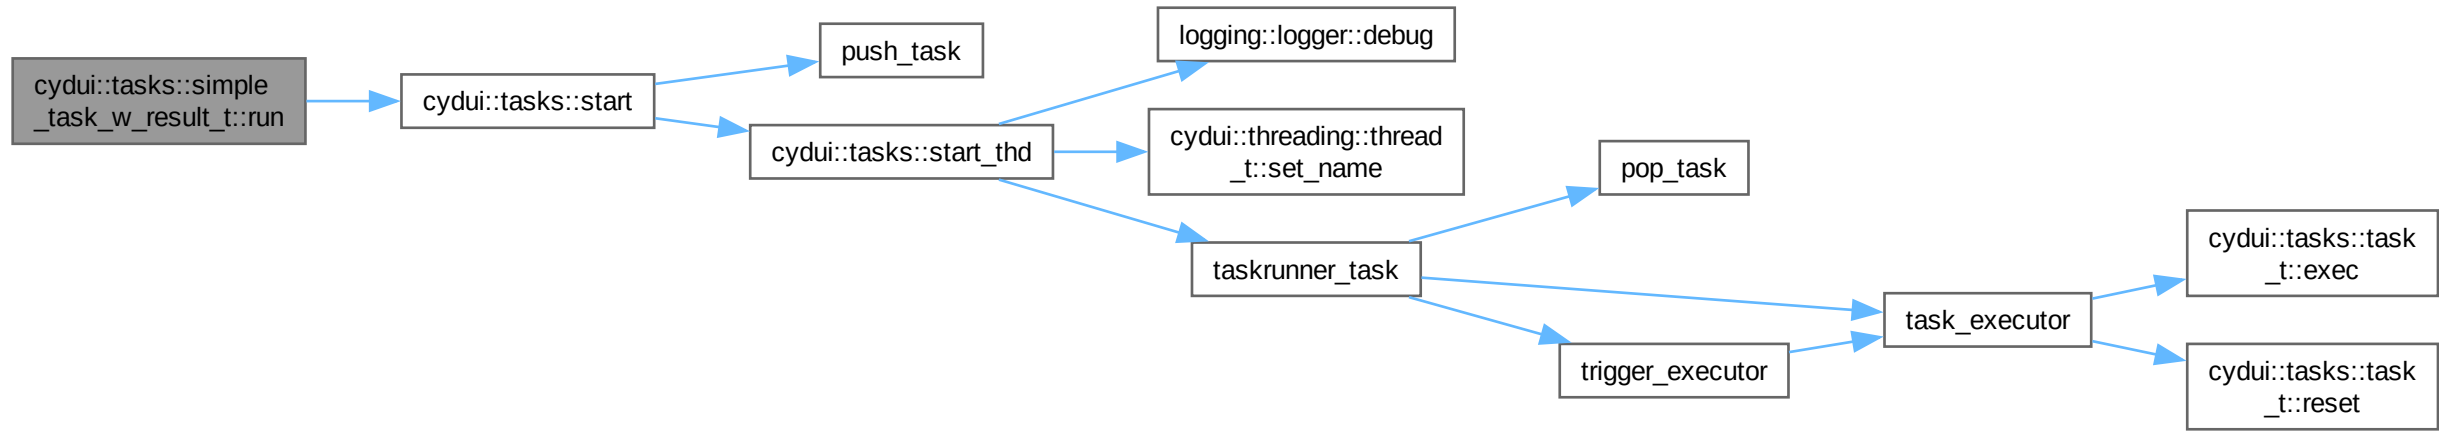 cydui::tasks::simple
_task_w_result_t::run
cydui::tasks::start
push_task
cydui::tasks::start_thd
logging::logger::debug
cydui::threading::thread
_t::set_name
taskrunner_task
pop_task
trigger_executor
task_executor
cydui::tasks::task
_t::exec
cydui::tasks::task
_t::reset